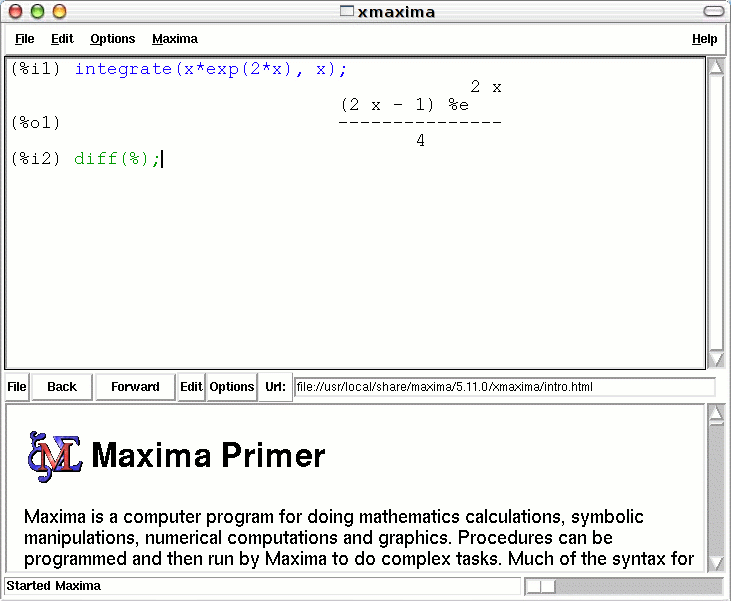 xmaxima
File Edit Options Maxima Help
(%i1) integrate(x*exp(2*x), x);
2 x
(2 x - 1) %e
(%o1) ---------------
4
(%i2) diff(%);
File Back Forward Edit Options Url: file://usr/local/share/maxima/5.11.0/xmaxima/intro.html
Maxima Primer
Maxima is a computer program for doing mathematics calculations, symbolic
manipulations, numerical computations and graphics. Procedures can be
programmed and then run by Maxima to do complex tasks. Much of the syntax for
Started Maxima